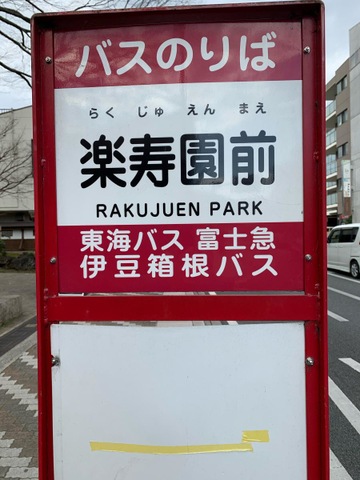 バスのりば
らく じゅ えん まえ
楽寿園前
RAKUJUEN PARK
東海バス 富士急
伊豆箱根バス